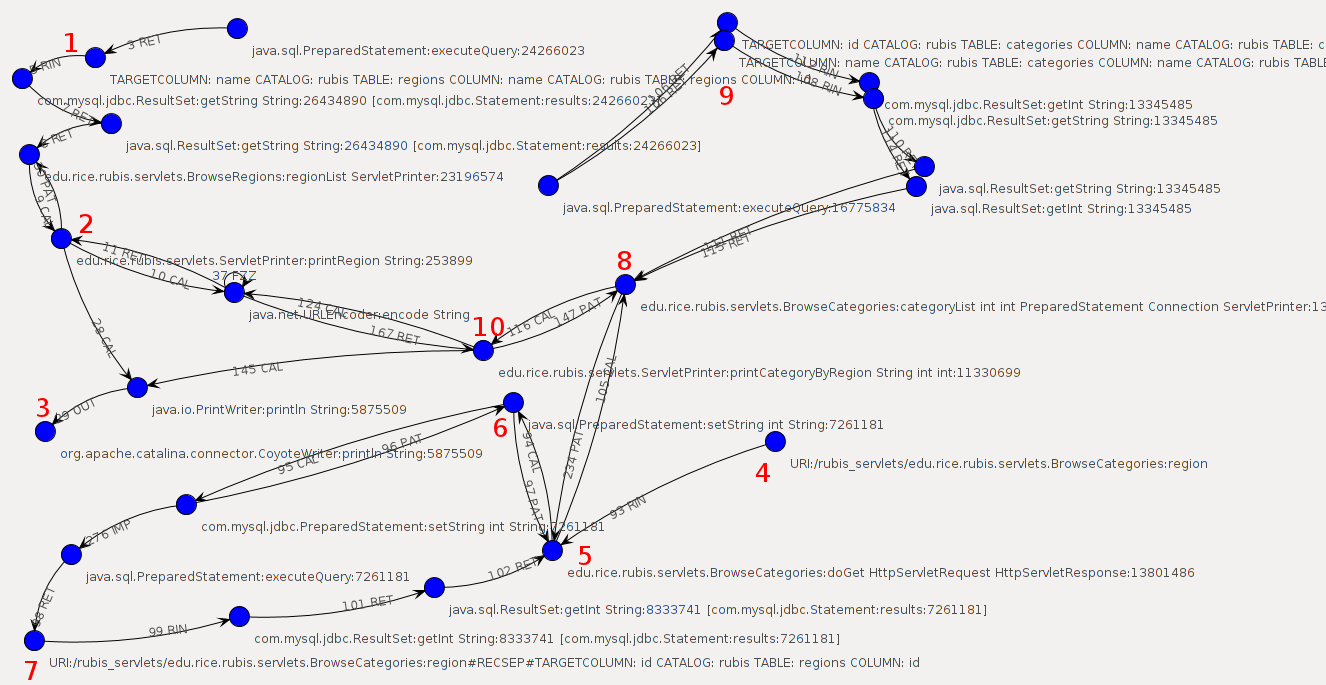 1
3 RET
java.sql.PreparedStatement:executeQuery:24266023
5 RIN
TARGETCOLUMN: name CATALOG: rubis TABLE: regions COLUMN: name CATALOG: rubis TABLE: regions COLUMN: id
com.mysql.jdbc.ResultSet:getString String:26434890 [com.mysql.jdbc.Statement:results:24266023]
RET
java.sql.ResultSet:getString String:26434890 [com.mysql.jdbc.Statement:results:24266023]
RET
edu.rice.rubis.servlets.BrowseRegions:regionList ServletPrinter:23196574
PAT
9 CAL
2
edu.rice.rubis.servlets.ServletPrinter:printRegion String:253899
11 RET
10 CAL
37 FZZ
java.net.URLEncoder:encode String
28 CAL
124 CAL
167 RET
145 CAL
java.io.PrintWriter:println String:5875509
29 OUT
3
org.apache.catalina.connector.CoyoteWriter:println String:5875509
9
TARGETCOLUMN: id CATALOG: rubis TABLE: categories COLUMN: name CATALOG: rubis TABLE: categories COLUMN: name CATALOG: rubis TABLE: c
TARGETCOLUMN: name CATALOG: rubis TABLE: categories COLUMN: name CATALOG: rubis TAB
RIN
108 RIN
com.mysql.jdbc.ResultSet:getInt String:13345485
com.mysql.jdbc.ResultSet:getString String:13345485
110 RET
RET
java.sql.ResultSet:getString String:13345485
java.sql.ResultSet:getInt String:13345485
106 RET
java.sql.PreparedStatement:executeQuery:16775834
111 RET
115 RET
8
edu.rice.rubis.servlets.BrowseCategories:categoryList int int PreparedStatement Connection ServletPrinter:13
116 CAL
147 PAT
10
edu.rice.rubis.servlets.ServletPrinter:printCategoryByRegion String int int:11330699
105 CAL
234 PAT
6
java.sql.PreparedStatement:setString int String:7261181
94 CAL
97 PAT
96 PAT
95 CAL
4
URI:/rubis_servlets/edu.rice.rubis.servlets.BrowseCategories:region
93 RIN
com.mysql.jdbc.PreparedStatement:setString int String:7261181
276 IMP
java.sql.PreparedStatement:executeQuery:7261181
5
edu.rice.rubis.servlets.BrowseCategories:doGet HttpServletRequest HttpServletResponse:13801486
102 RET
101 RET
java.sql.ResultSet:getInt String:8333741 [com.mysql.jdbc.Statement:results:7261181]
98 RET
99 RIN
com.mysql.jdbc.ResultSet:getInt String:8333741 [com.mysql.jdbc.Statement:results:7261181]
7
URI:/rubis_servlets/edu.rice.rubis.servlets.BrowseCategories:region#RECSEP#TARGETCOLUMN: id CATALOG: rubis TABLE: regions COLUMN: id